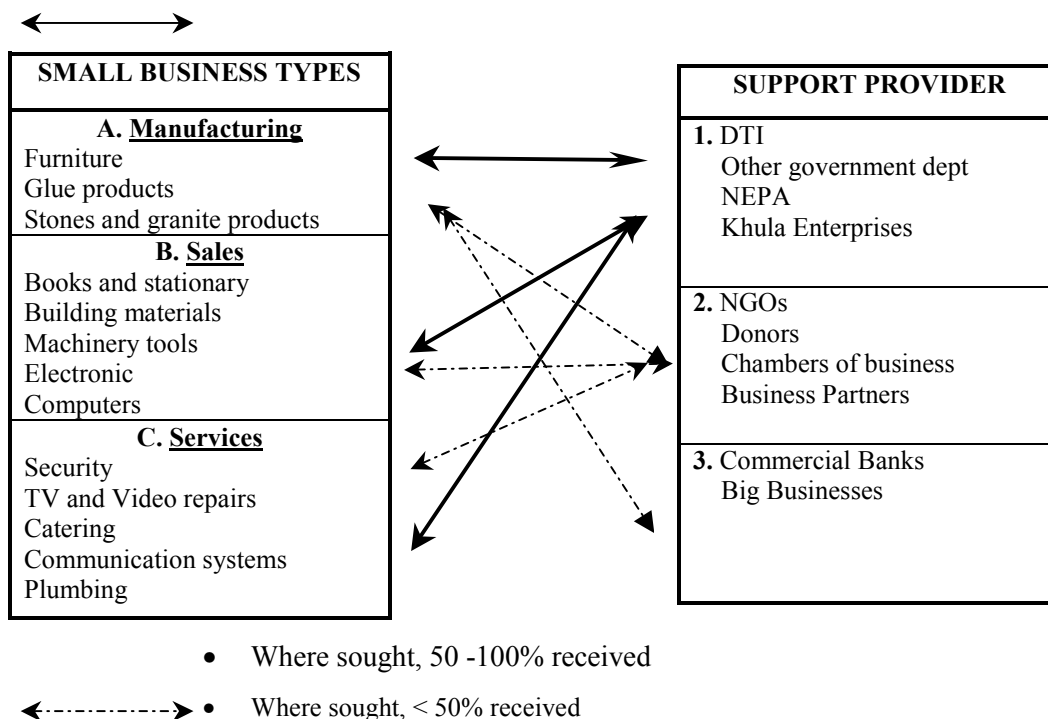 SMALL BUSINESS TYPES
A. Manufacturing
Furniture
Glue products
Stones and granite products
B. Sales
Books and stationary
Building materials
Machinery tools
Electronic
Computers
C. Services
Security
TV and Video repairs
Catering
Communication systems
Plumbing
SUPPORT PROVIDER
1. DTI
Other government dept
NEPA
Khula Enterprises
2. NGOs
Donors
Chambers of business
Business Partners
3. Commercial Banks
Big Businesses
• Where sought, 50 -100% received
• Where sought, < 50% received